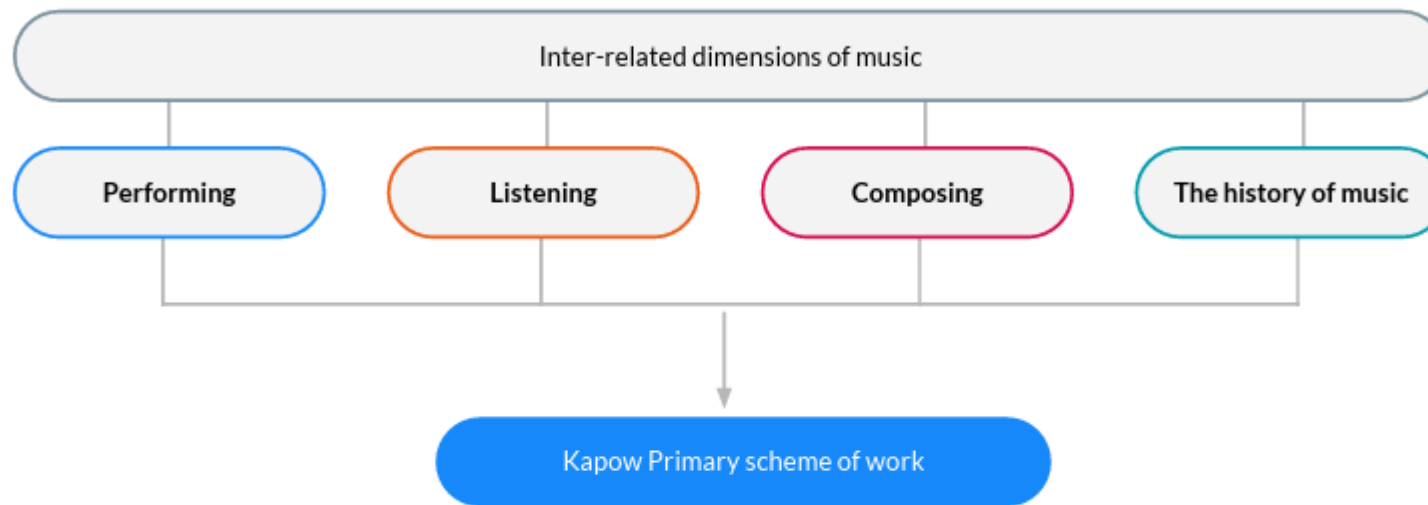 Inter-related dimensions of music
Performing
Listening
Composing
The history of music
Kapow Primary scheme of work